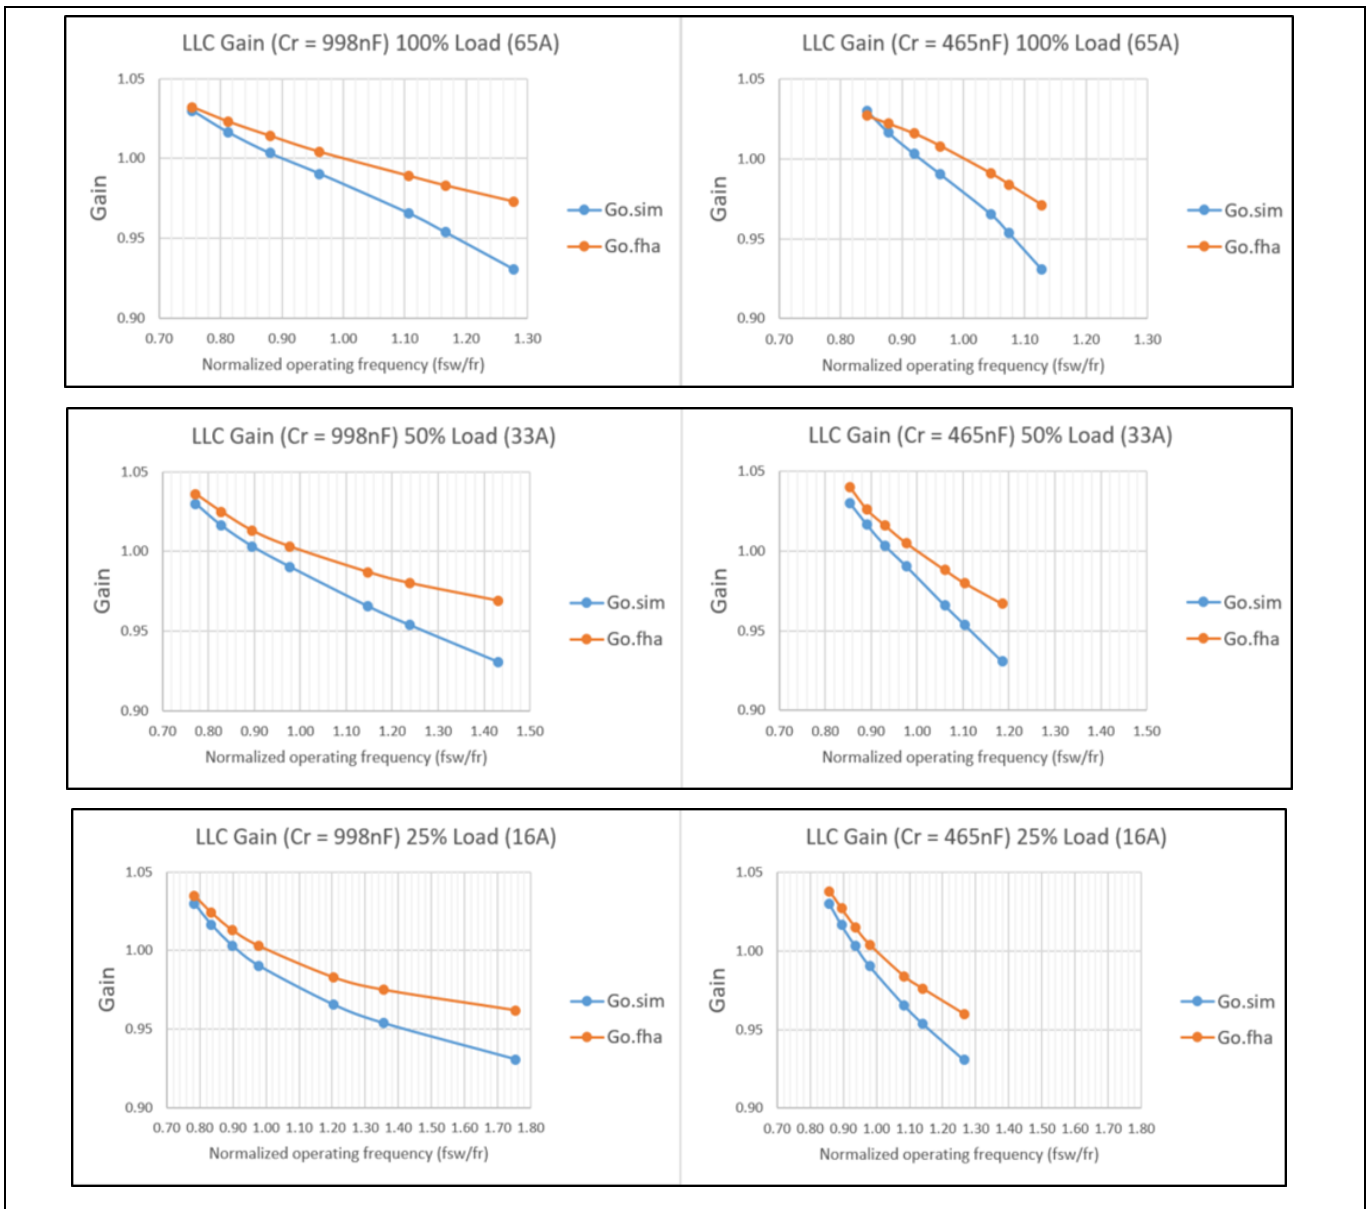 LLC Gain (Cr = 998nF) 100% Load (65A)
1.05
1.00
0.95
0.90
Gain
0.70 0.80 0.90 1.00 1.10 1.20 1.30
Normalized operating frequency (fsw/fr)
Go.sim
Go.fha
LLC Gain (Cr = 465nF) 100% Load (65A)
1.05
1.00
0.95
0.90
Gain
0.70 0.80 0.90 1.00 1.10 1.20 1.30
Normalized operating frequency (fsw/fr)
Go.sim
Go.fha
LLC Gain (Cr = 998nF) 50% Load (33A)
1.05
1.00
0.95
0.90
Gain
0.70 0.80 0.90 1.00 1.10 1.20 1.30 1.40 1.50
Normalized operating frequency (fsw/fr)
Go.sim
Go.fha
LLC Gain (Cr = 465nF) 50% Load (33A)
1.05
1.00
0.95
0.90
Gain
0.70 0.80 0.90 1.00 1.10 1.20 1.30 1.40 1.50
Normalized operating frequency (fsw/fr)
Go.sim
Go.fha
LLC Gain (Cr = 998nF) 25% Load (16A)
1.05
1.00
0.95
0.90
Gain
0.70 0.80 0.90 1.00 1.10 1.20 1.30 1.40 1.50 1.60 1.70 1.80
Normalized operating frequency (fsw/fr)
Go.sim
Go.fha
LLC Gain (Cr = 465nF) 25% Load (16A)
1.05
1.00
0.95
0.90
Gain
0.70 0.80 0.90 1.00 1.10 1.20 1.30 1.40 1.50 1.60 1.70 1.80
Normalized operating frequency (fsw/fr)
Go.sim
Go.fha